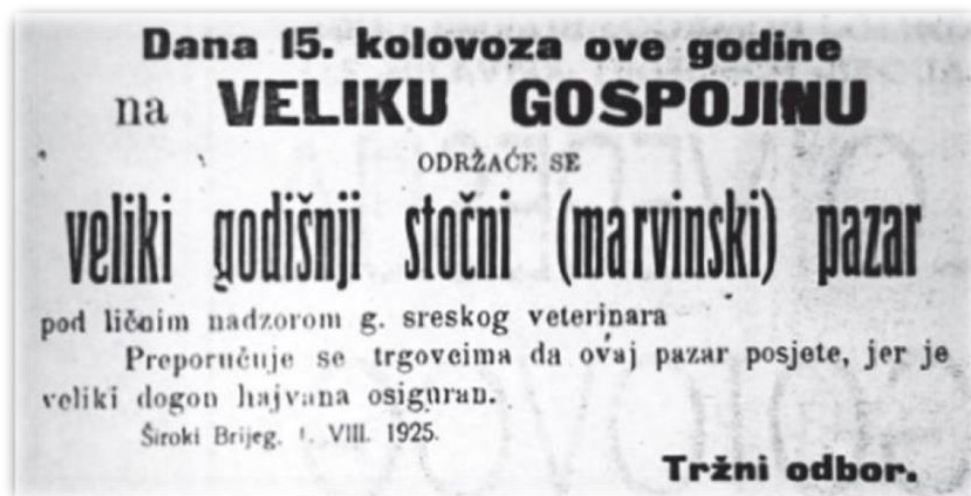 Dana 15. kolovoza ove godine
na VELIKU GOSPOJINU
ODRŽAĆE SE
veliki godišnji stočni (marvinski) pazar
pod ličnim nadzorom g. sreskog veterinara
Preporučuje se trgovcima da ovaj pazar posjete, jer je
veliki dogon hajvana osiguran.
Široki Brijeg, 1. VIII. 1925.
Tržni odbor.